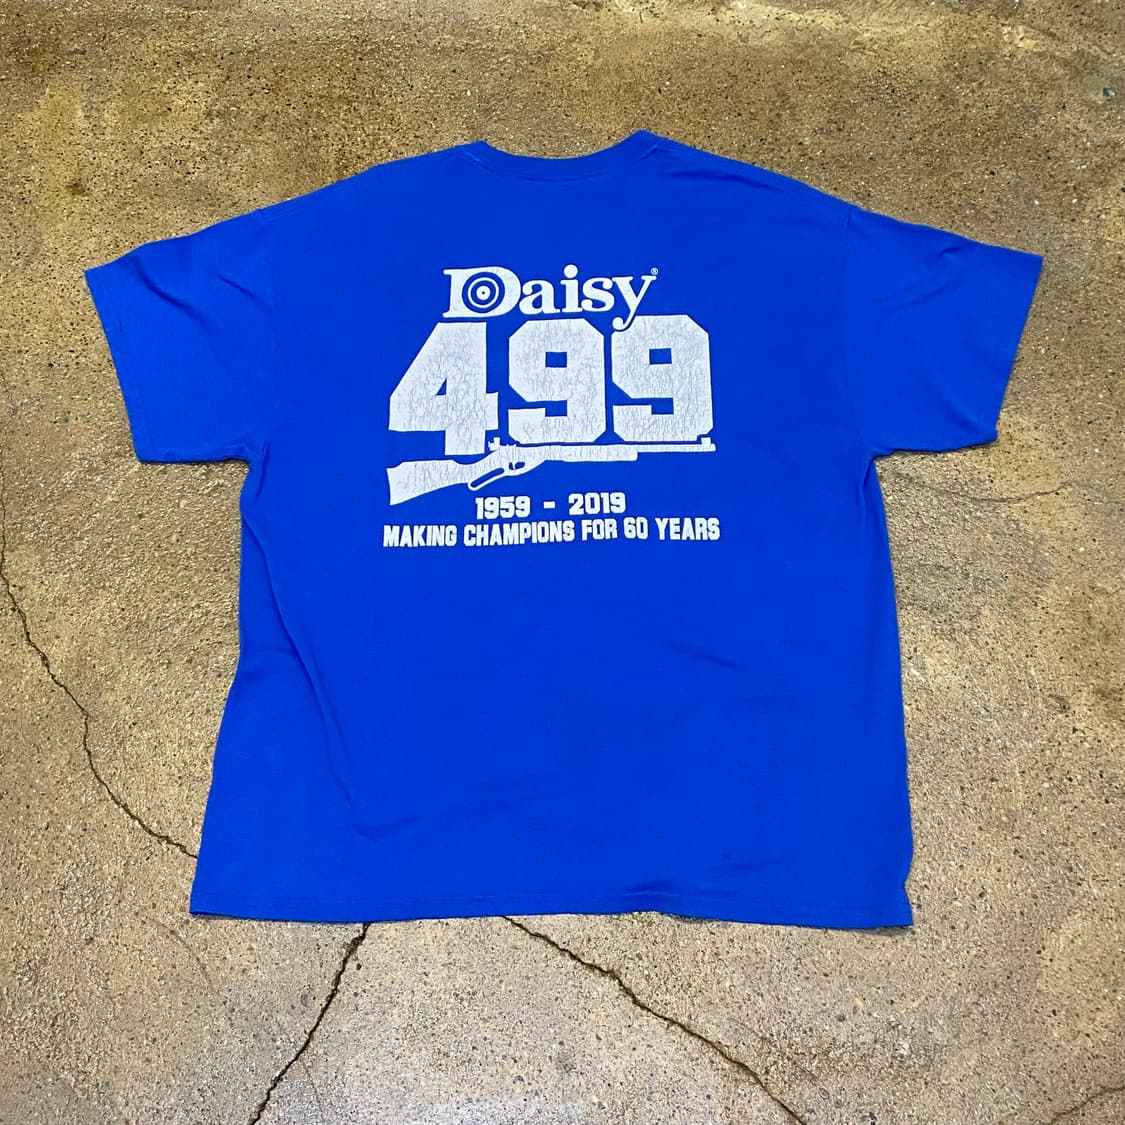 Daisy®
499
1959 - 2019
MAKING CHAMPIONS FOR 60 YEARS